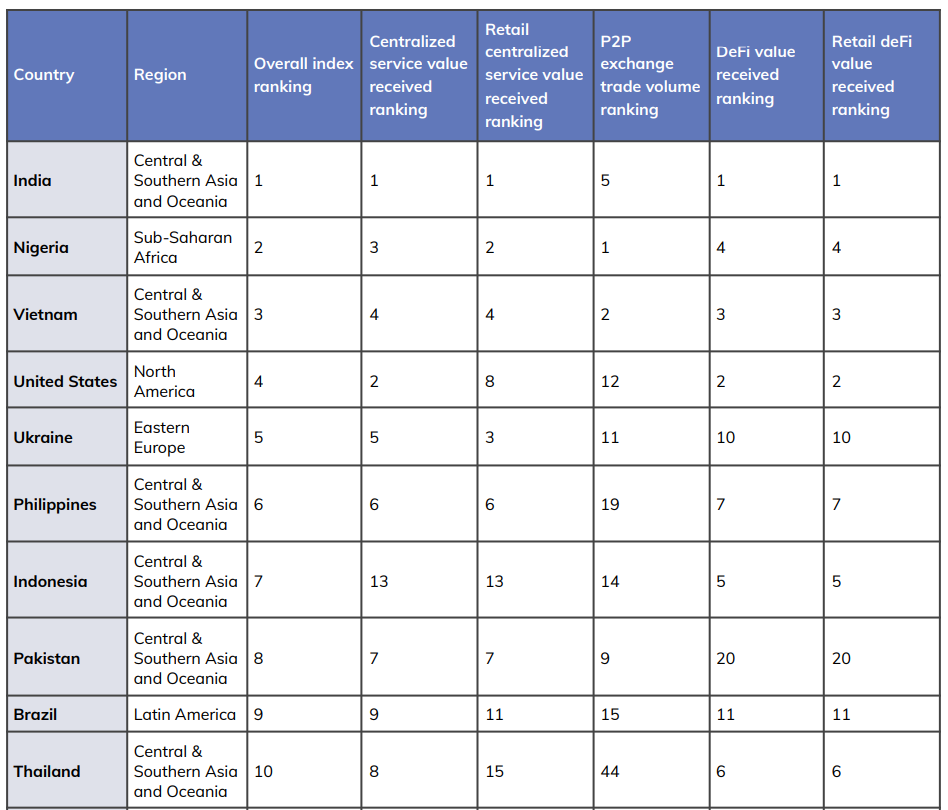 Country
Region
Overall index
ranking
Centralized
service value
received
ranking
Retail
centralized
service value
received
ranking
P2P
exchange
trade volume
ranking
DeFi value
received
ranking
Retail deFi
value
received
ranking
India
Central &
Southern Asia
and Oceania
1
1
1
5
1
1
Nigeria
Sub-Saharan
Africa
2
3
2
1
4
4
Vietnam
Central &
Southern Asia
and Oceania
3
4
4
2
3
3
United States
North
America
4
2
8
12
2
2
Ukraine
Eastern
Europe
5
5
3
11
10
10
Philippines
Central &
Southern Asia
and Oceania
6
6
6
19
7
7
Indonesia
Central &
Southern Asia
and Oceania
7
13
13
14
5
5
Pakistan
Central &
Southern Asia
and Oceania
8
7
7
9
20
20
Brazil
Latin America
9
9
11
15
11
11
Thailand
Central &
Southern Asia
and Oceania
10
8
15
44
6
6